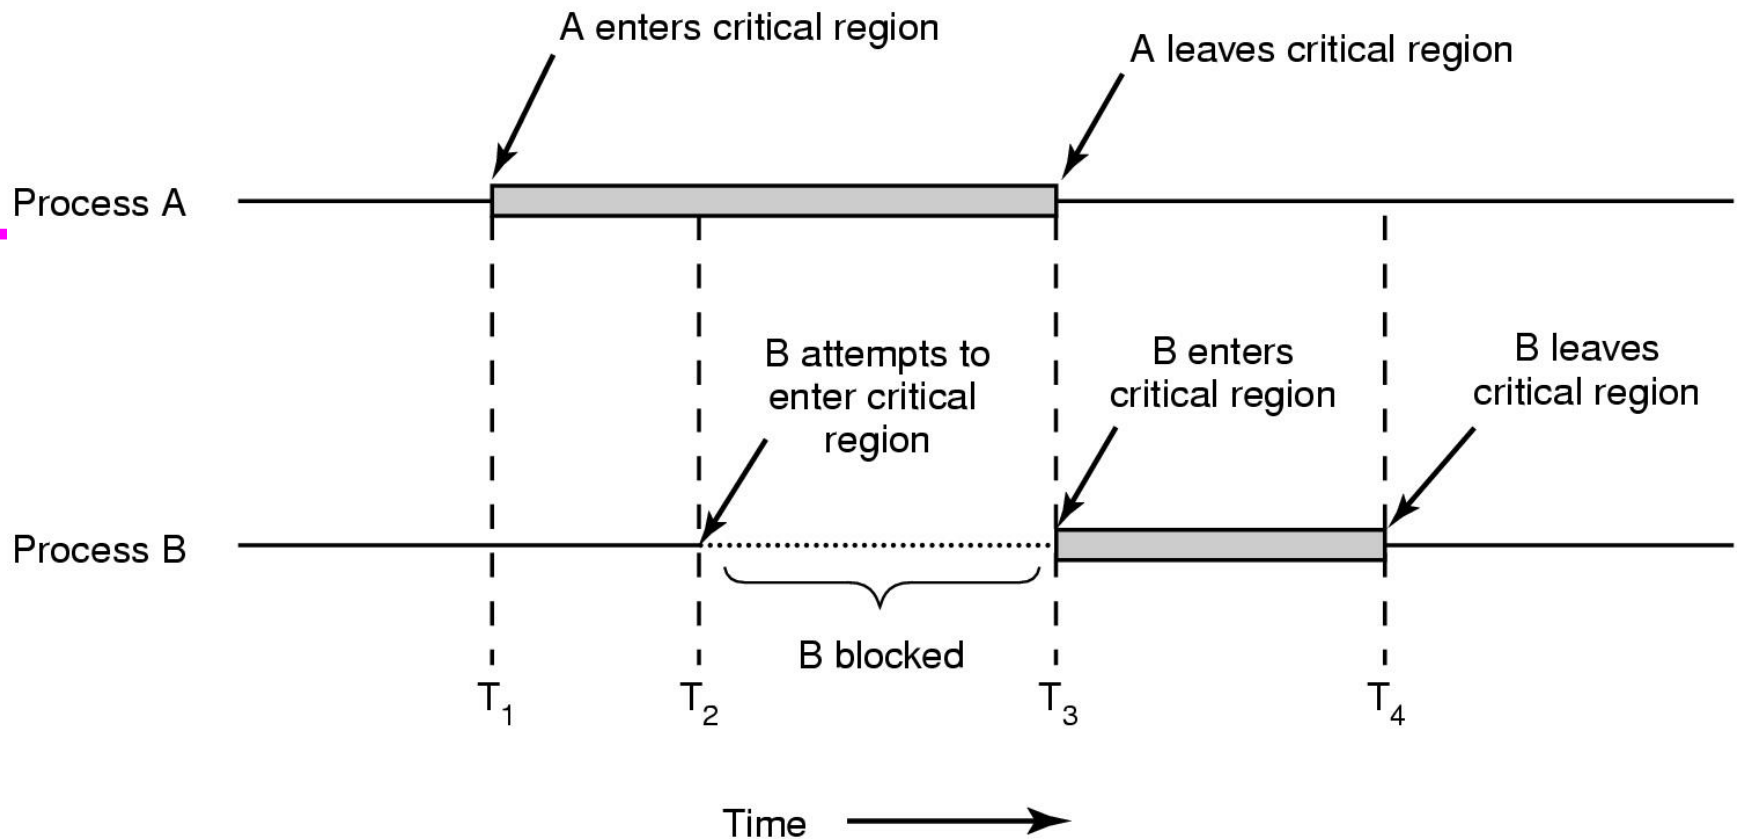 A enters critical region
A leaves critical region
Process A
B attempts to
enter critical
region
B enters
critical region
B leaves
critical region
Process B
B blocked
T1
T2
T3
T4
Time